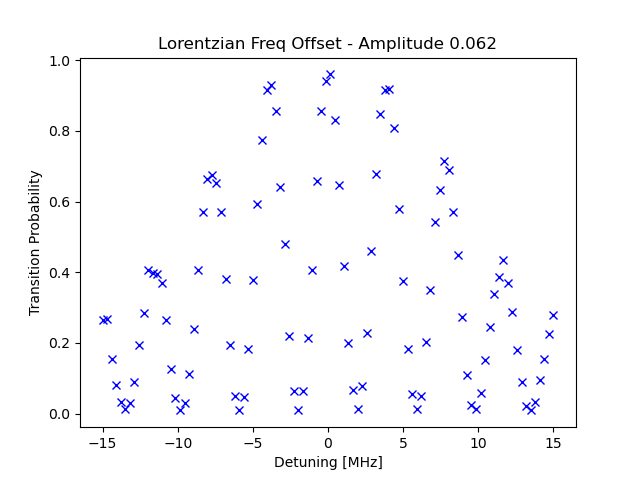 Lorentzian Freq Offset - Amplitude 0.062
1.0
0.8
0.6
0.4
0.2
0.0
Transition Probability
−15 −10 −5 0 5 10 15
Detuning [MHz]